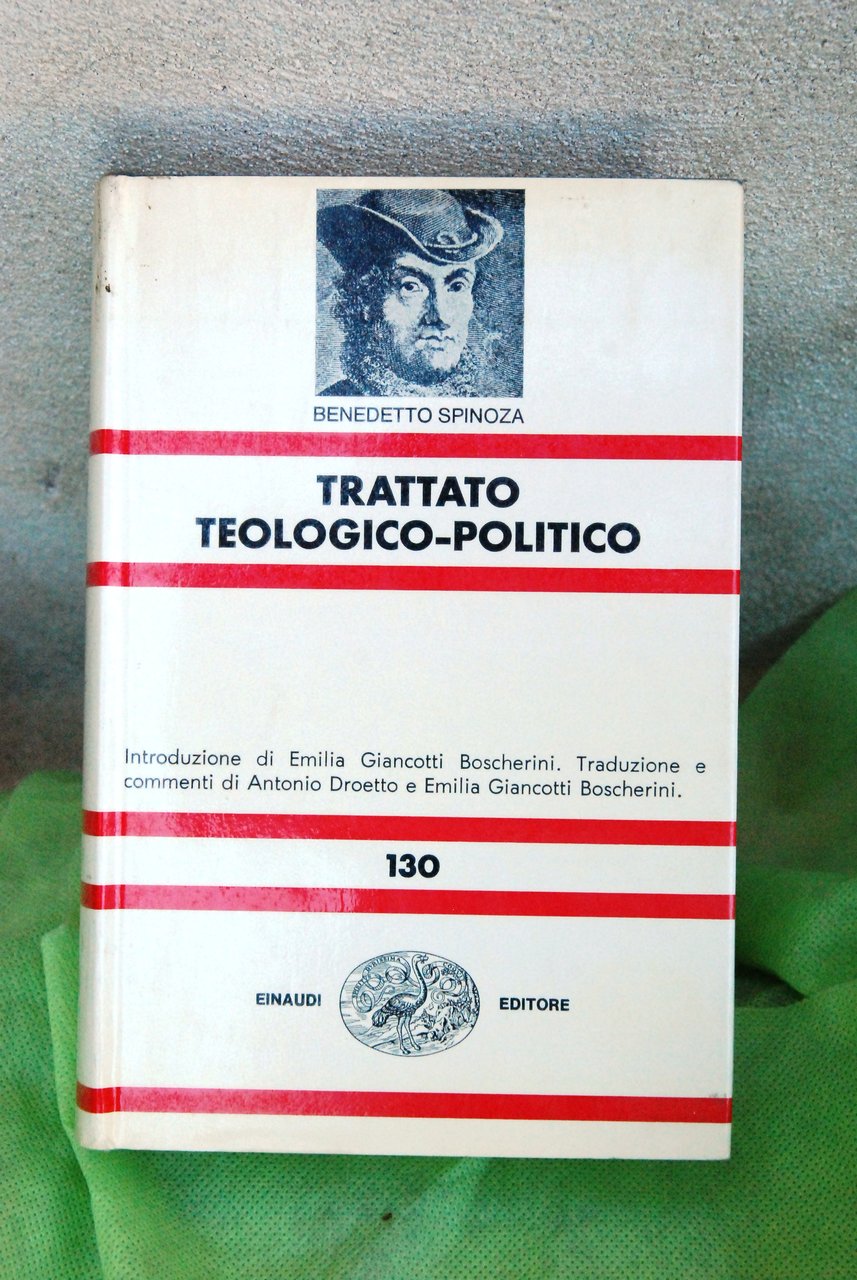 BENEDETTO SPINOZA
TRATTATO
TEOLOGICO-POLITICO
Introduzione di Emilia Giancotti Boscherini. Traduzione e
commenti di Antonio Droetto e Emilia Giancotti Boscherini.
130
EINAUDI EDITORE